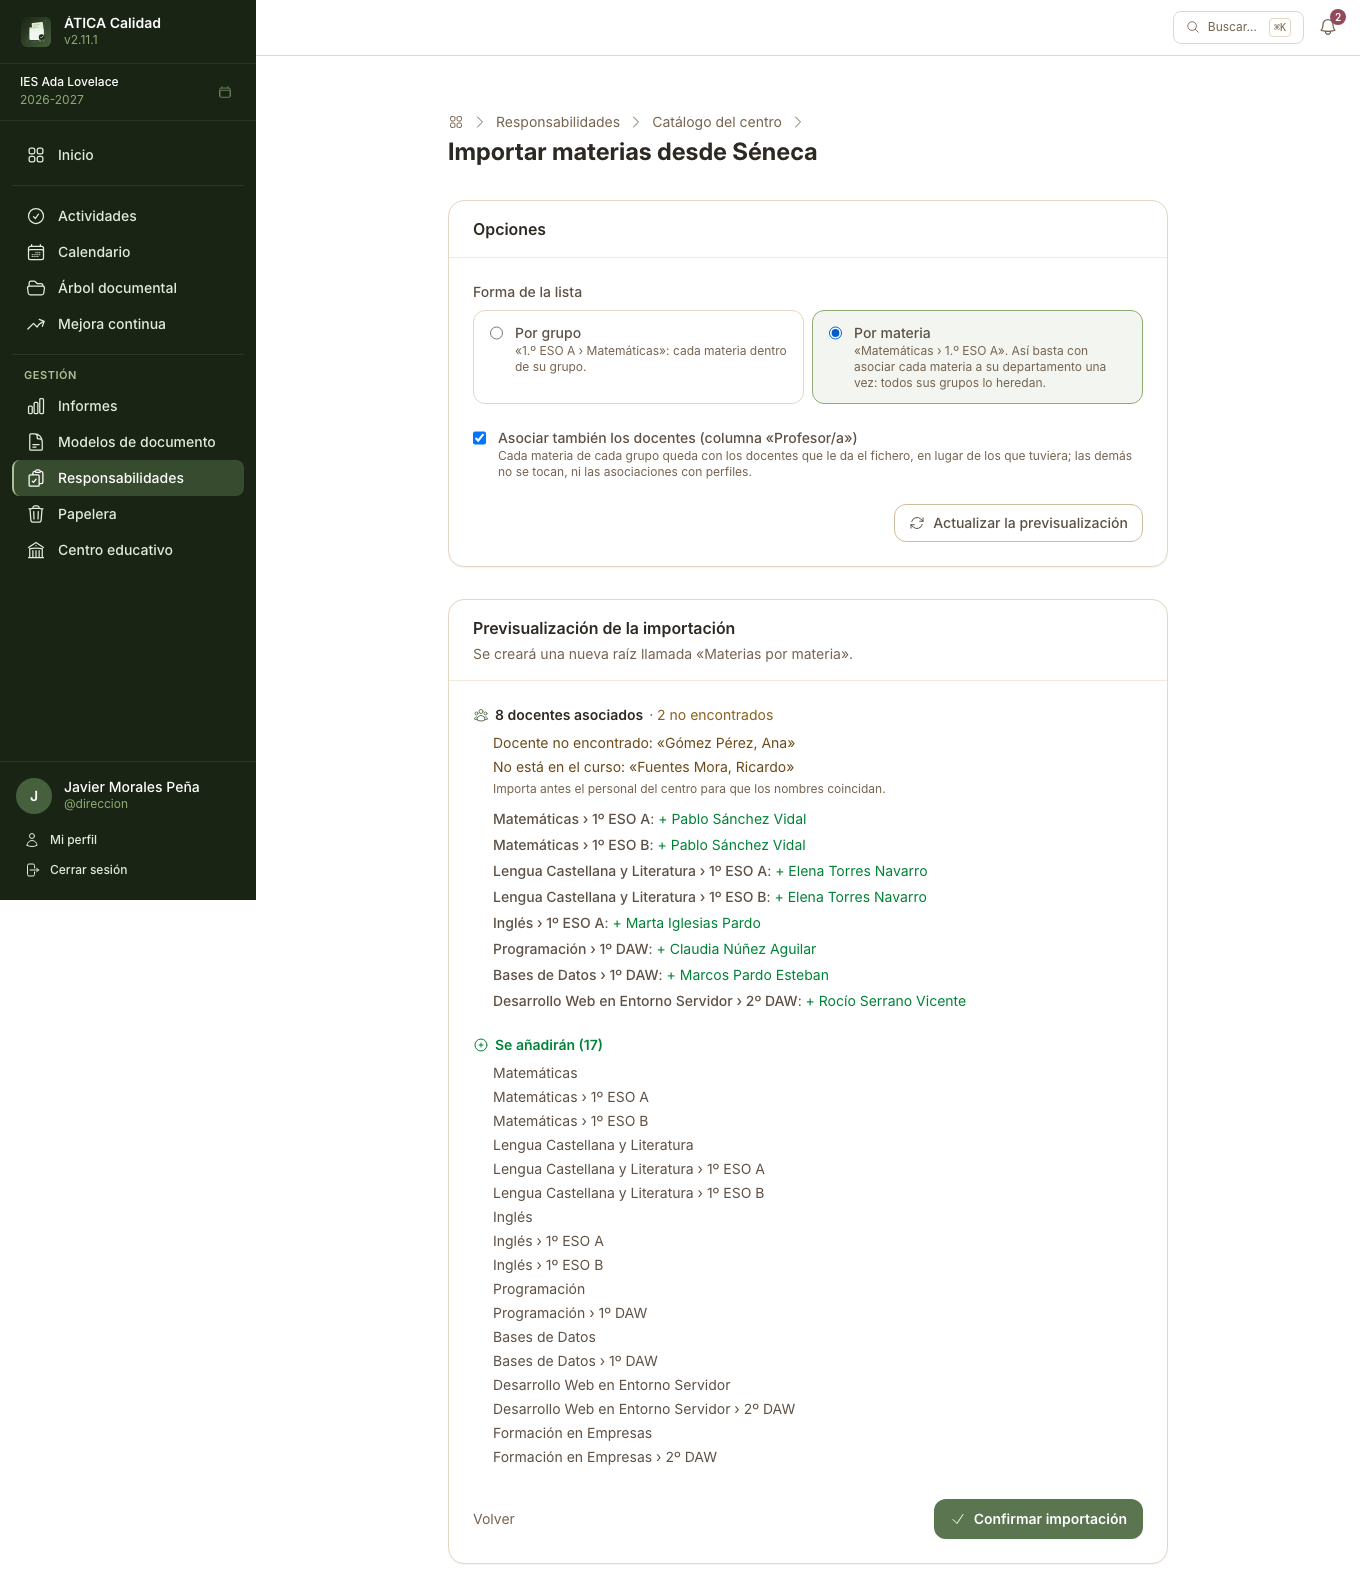 ÁTICA Calidad
v2.11.1
IES Ada Lovelace
2026-2027
Inicio
Actividades
Calendario
Árbol documental
Mejora continua
GESTIÓN
Informes
Modelos de documento
Responsabilidades
Papelera
Centro educativo
J
Javier Morales Peña
@direccion
Mi perfil
Cerrar sesión
Buscar...
⌘K
2
Responsabilidades
Catálogo del centro
Importar materias desde Séneca
Opciones
Forma de la lista
Por grupo
«1.º ESO A › Matemáticas»: cada materia dentro
de su grupo.
Por materia
«Matemáticas › 1.º ESO A». Así basta con
asociar cada materia a su departamento una
vez: todos sus grupos lo heredan.
Asociar también los docentes (columna «Profesor/a»)
Cada materia de cada grupo queda con los docentes que le da el fichero, en lugar de los que tuviera; las demás
no se tocan, ni las asociaciones con perfiles.
Actualizar la previsualización
Previsualización de la importación
Se creará una nueva raíz llamada «Materias por materia».
8 docentes asociados · 2 no encontrados
Docente no encontrado: «Gómez Pérez, Ana»
No está en el curso: «Fuentes Mora, Ricardo»
Importa antes el personal del centro para que los nombres coincidan.
Matemáticas › 1º ESO A: + Pablo Sánchez Vidal
Matemáticas › 1º ESO B: + Pablo Sánchez Vidal
Lengua Castellana y Literatura › 1º ESO A: + Elena Torres Navarro
Lengua Castellana y Literatura › 1º ESO B: + Elena Torres Navarro
Inglés › 1º ESO A: + Marta Iglesias Pardo
Programación › 1º DAW: + Claudia Núñez Aguilar
Bases de Datos › 1º DAW: + Marcos Pardo Esteban
Desarrollo Web en Entorno Servidor › 2º DAW: + Rocío Serrano Vicente
Se añadirán (17)
Matemáticas
Matemáticas › 1º ESO A
Matemáticas › 1º ESO B
Lengua Castellana y Literatura
Lengua Castellana y Literatura › 1º ESO A
Lengua Castellana y Literatura › 1º ESO B
Inglés
Inglés › 1º ESO A
Inglés › 1º ESO B
Programación
Programación › 1º DAW
Bases de Datos
Bases de Datos › 1º DAW
Desarrollo Web en Entorno Servidor
Desarrollo Web en Entorno Servidor › 2º DAW
Formación en Empresas
Formación en Empresas › 2º DAW
Volver
Confirmar importación